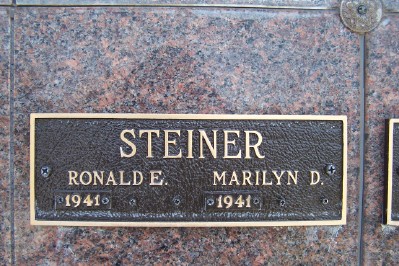 STEINER
RONALD E. MARILYN D.
1941 1941